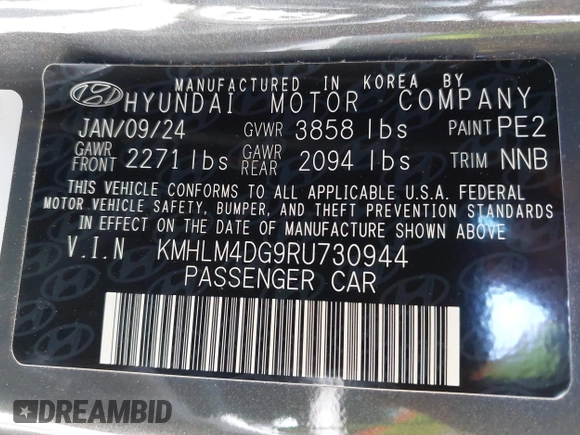 MANUFACTURED IN KOREA BY
HYUNDAI MOTOR COMPANY
JAN/09/24 GVWR 3858 lbs PAINT PE2
GAWR FRONT 2271 lbs GAWR REAR 2094 lbs TRIM NNB
THIS VEHICLE CONFORMS TO ALL APPLICABLE U.S.A. FEDERAL
MOTOR VEHICLE SAFETY, BUMPER, AND THEFT PREVENTION STANDARDS
IN EFFECT ON THE DATE OF MANUFACTURE SHOWN ABOVE.
V.I.N KMHLM4DG9RU730944
PASSENGER CAR
DREAMBID